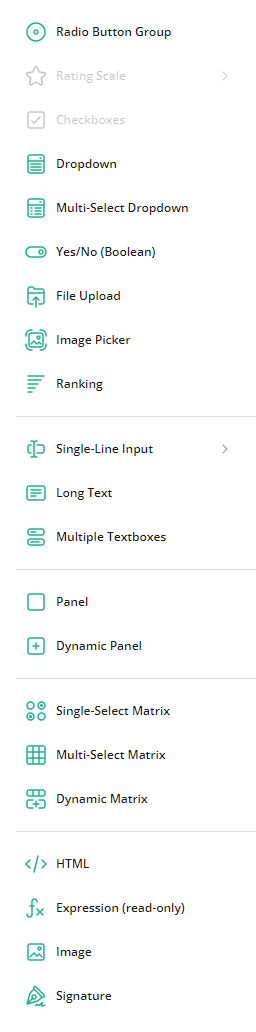 Radio Button Group
Rating Scale
Checkboxes
Dropdown
Multi-Select Dropdown
Yes/No (Boolean)
File Upload
Image Picker
Ranking
Single-Line Input
Long Text
Multiple Textboxes
Panel
Dynamic Panel
Single-Select Matrix
Multi-Select Matrix
Dynamic Matrix
HTML
Expression (read-only)
Image
Signature